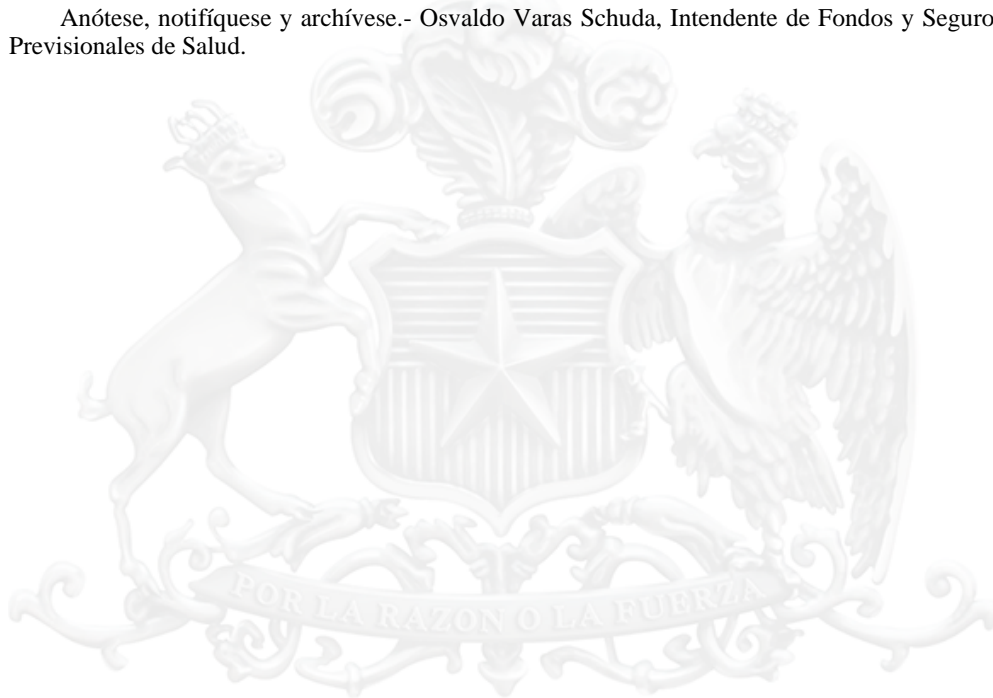 Anótese, notifíquese y archívese.- Osvaldo Varas Schuda, Intendente de Fondos y Seguro
Previsionales de Salud.
POR LA RAZON O LA FUERZA